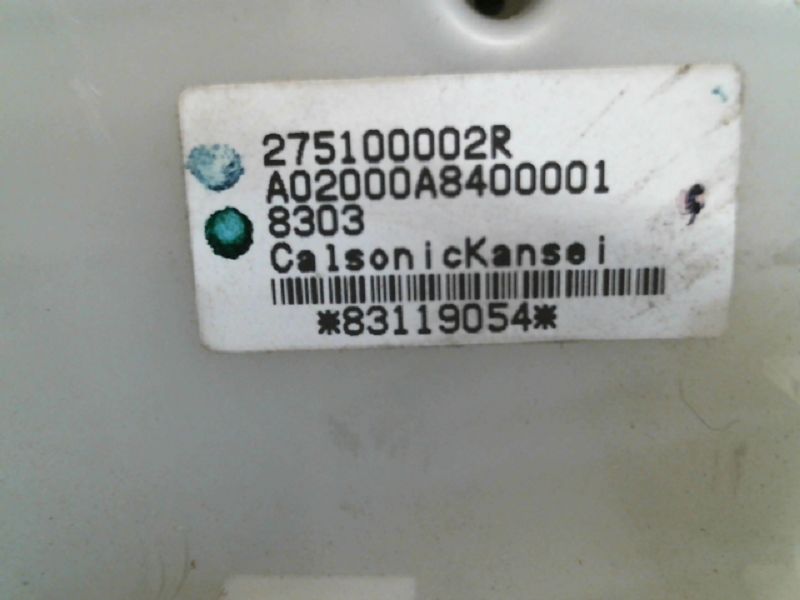 275100002R
A02000A8400001
8303
CalsonicKansei
*83119054*